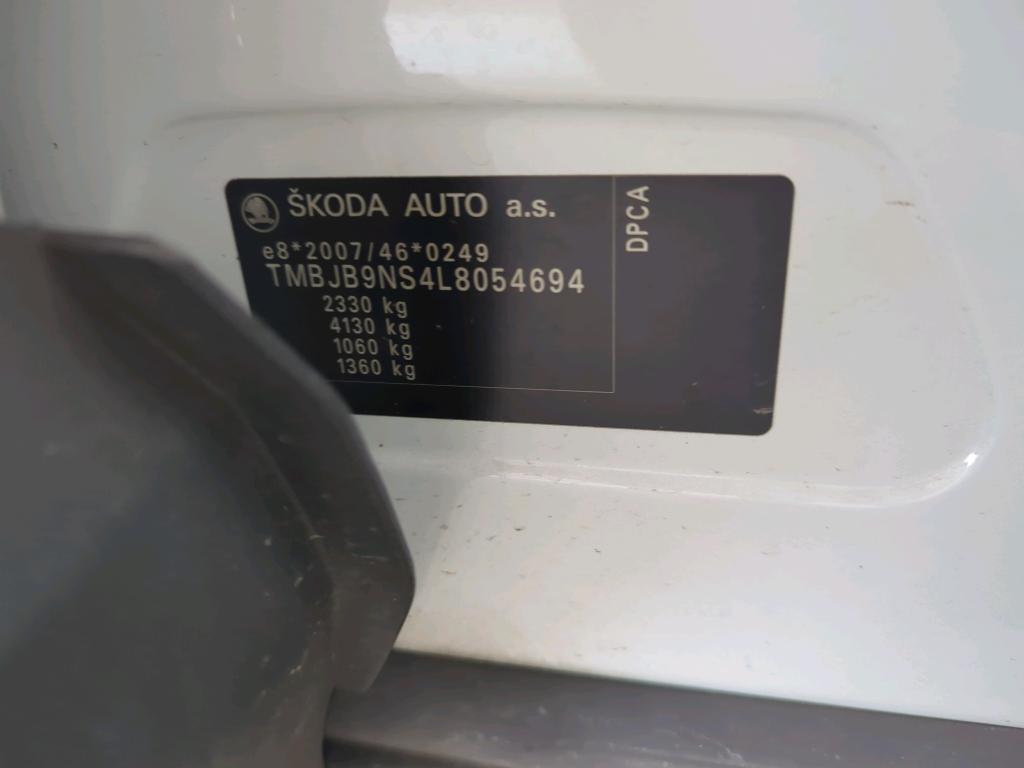 ŠKODA AUTO a.s.
e8*2007/46*0249
TMBJB9NS4L8054694
2330 kg
4130 kg
1060 kg
1360 kg
DPCA